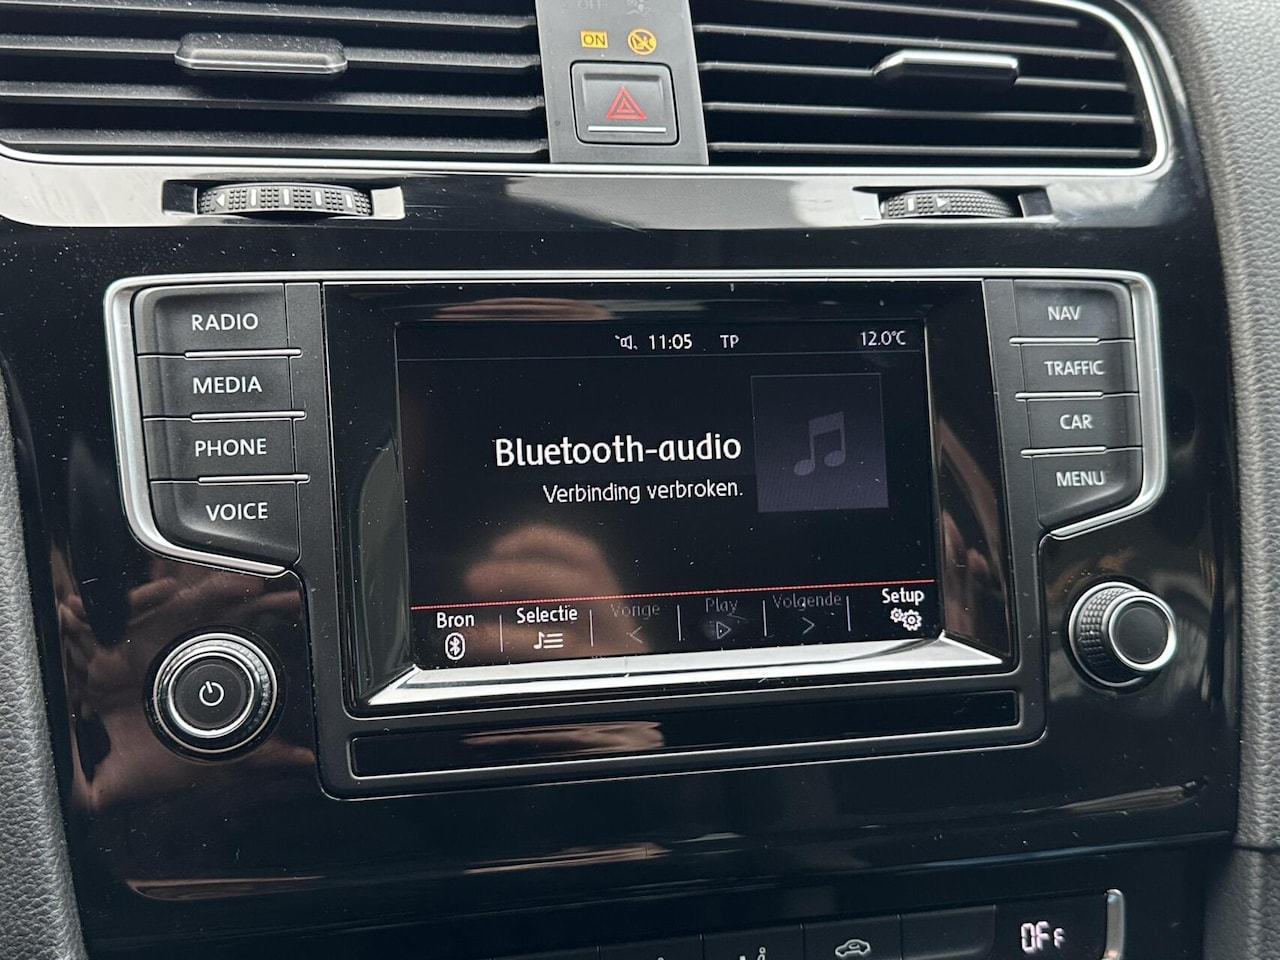 OFF
ON
RADIO
MEDIA
PHONE
VOICE
11:05 TP 12.0°C
Bluetooth-audio
Verbinding verbroken.
Bron Selectie Vorige Play Volgende Setup
NAV
TRAFFIC
CAR
MENU
OFF